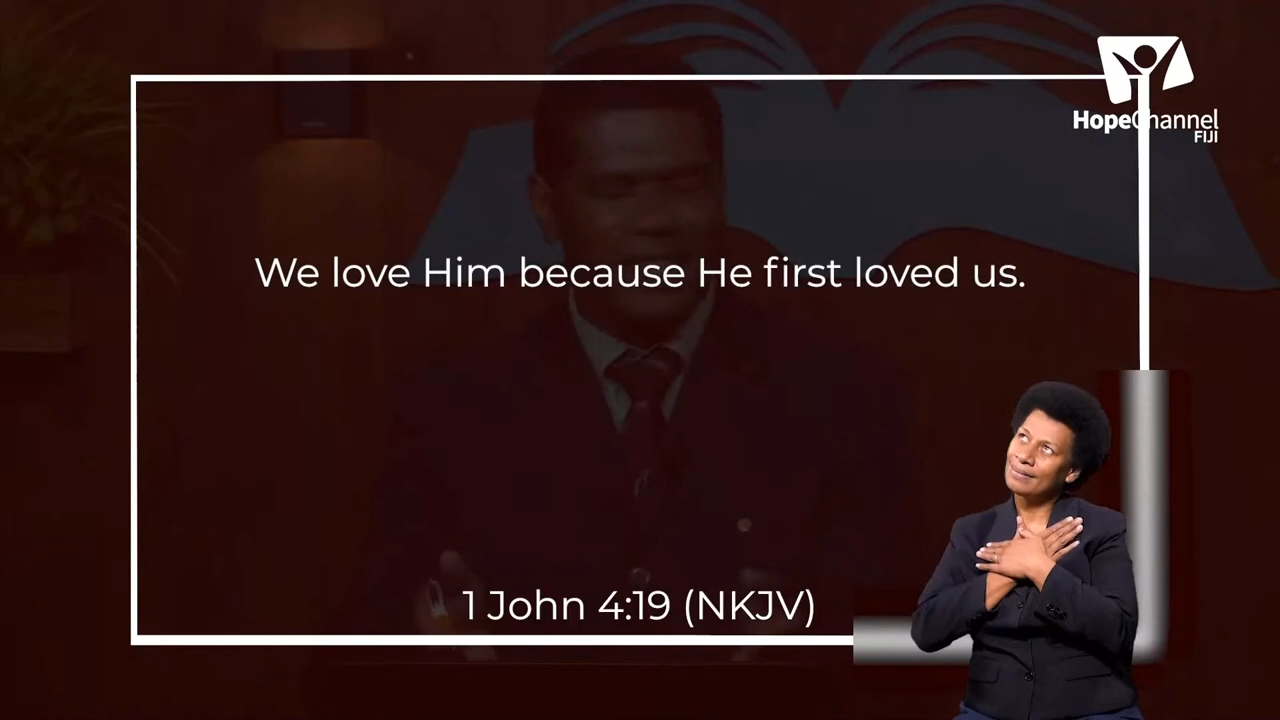 HopeChannel
FIJI
We love Him because He first loved us.
1 John 4:19 (NKJV)